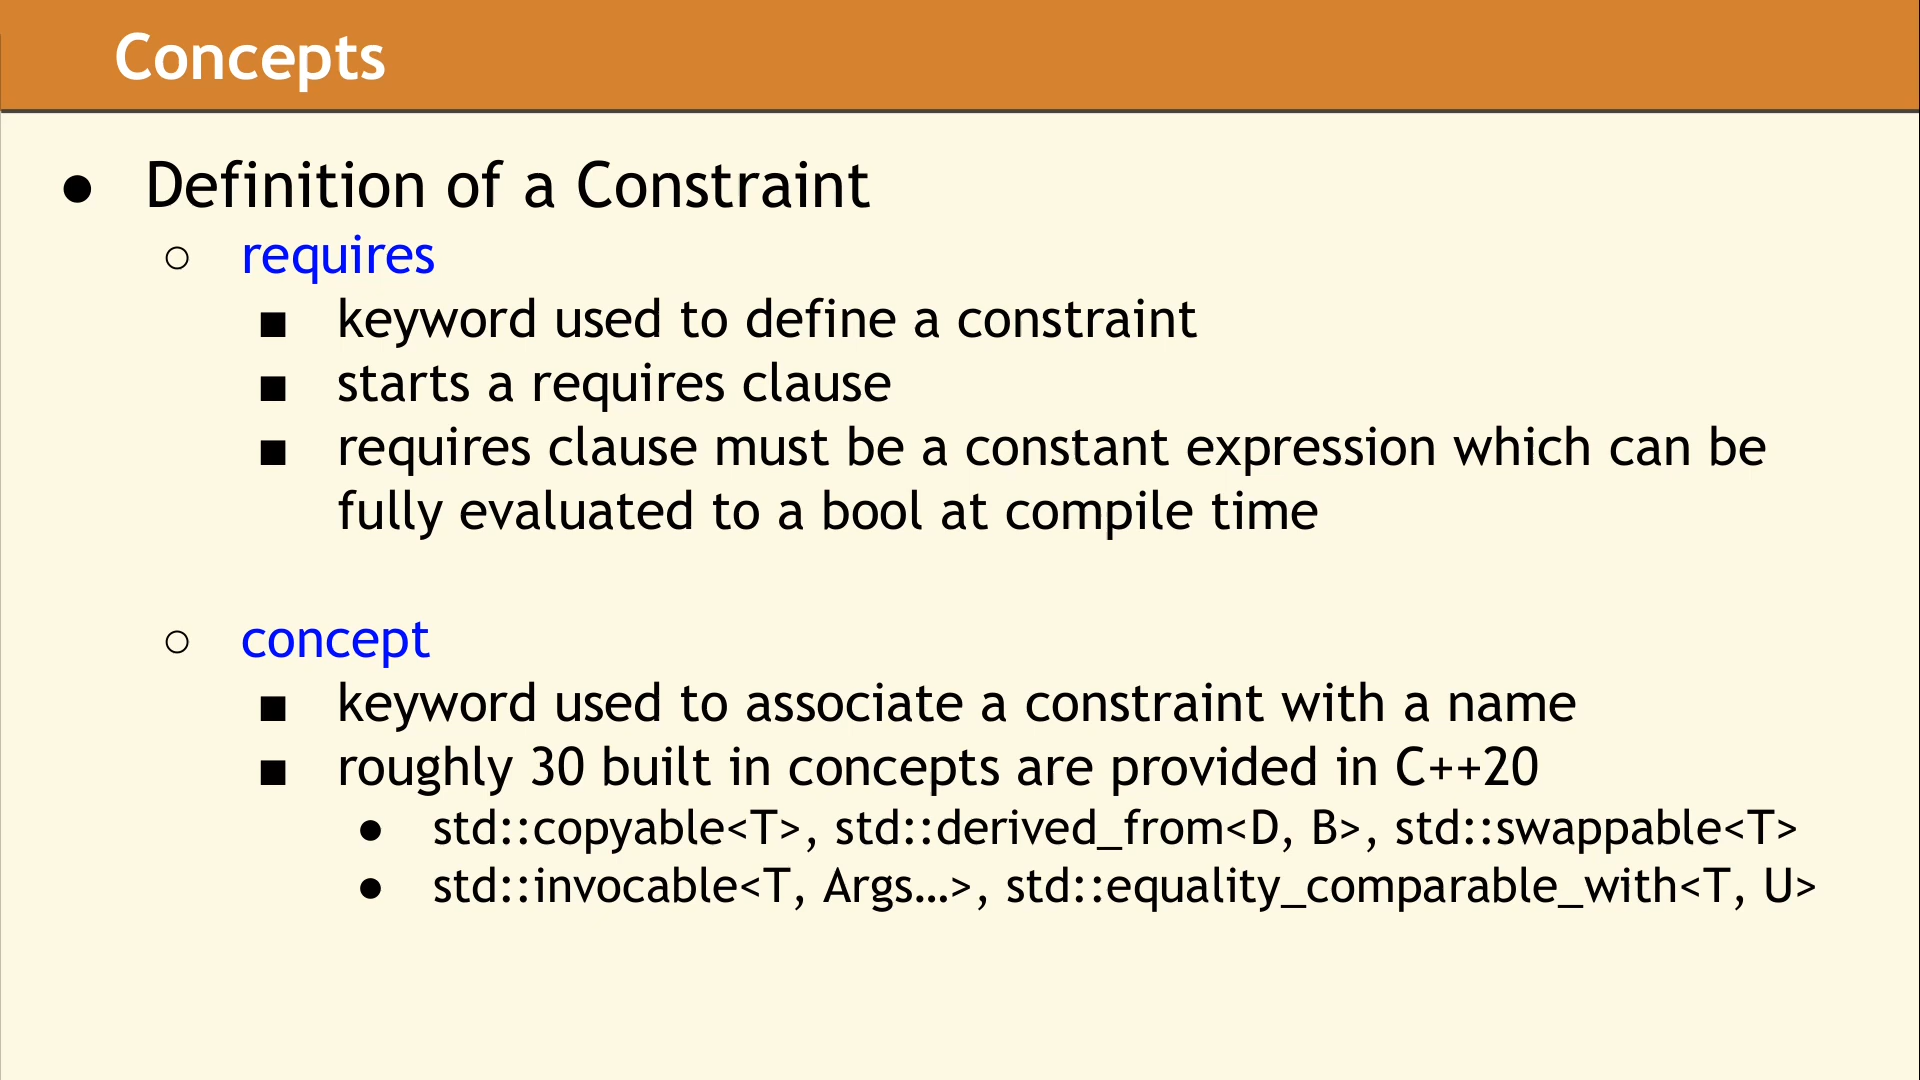 Concepts
● Definition of a Constraint
○ requires
■ keyword used to define a constraint
■ starts a requires clause
■ requires clause must be a constant expression which can be
fully evaluated to a bool at compile time
○ concept
■ keyword used to associate a constraint with a name
■ roughly 30 built in concepts are provided in C++20
● std::copyable<T>, std::derived_from<D, B>, std::swappable<T>
● std::invocable<T, Args…>, std::equality_comparable_with<T, U>